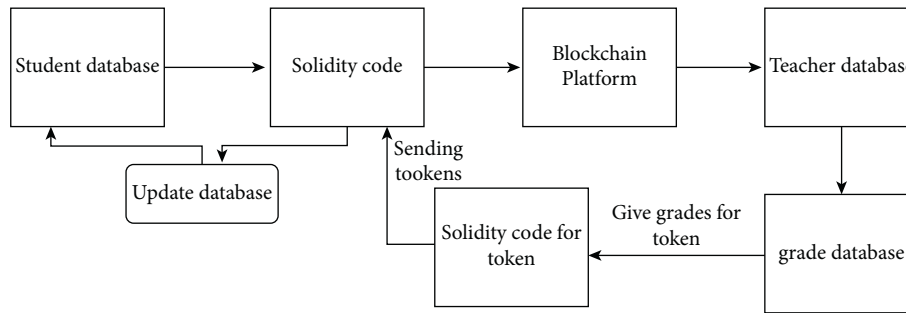 Student database
Solidity code
Blockchain
Platform
Teacher database
Update database
Sending
tookens
Solidity code for
token
Give grades for
token
grade database